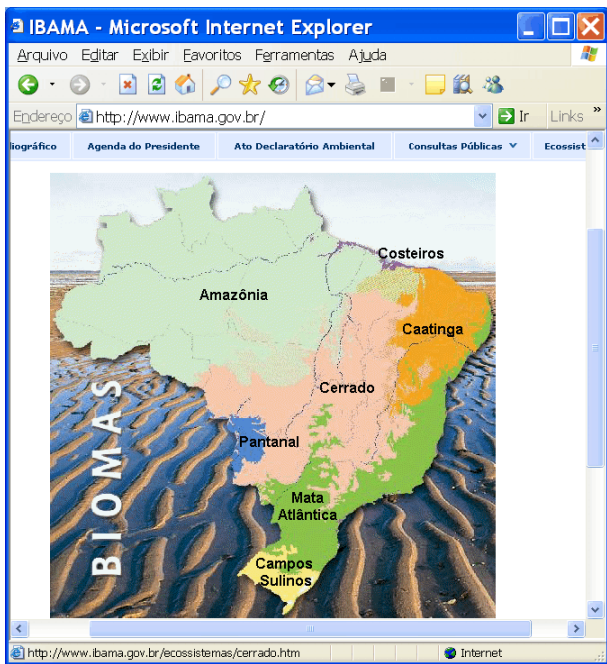 IBAMA - Microsoft Internet Explorer
Arquivo Editar Exibir Favoritos Ferramentas Ajuda
Endereço http://www.ibama.gov.br/ Ir Links »
liográfico Agenda do Presidente Ato Declaratório Ambiental Consultas Públicas Ecossist
Costeiros
Amazônia
Caatinga
Cerrado
BIOMAS
Pantanal
Mata
Atlântica
Campos
Sulinos
http://www.ibama.gov.br/ecossistemas/cerrado.htm Internet